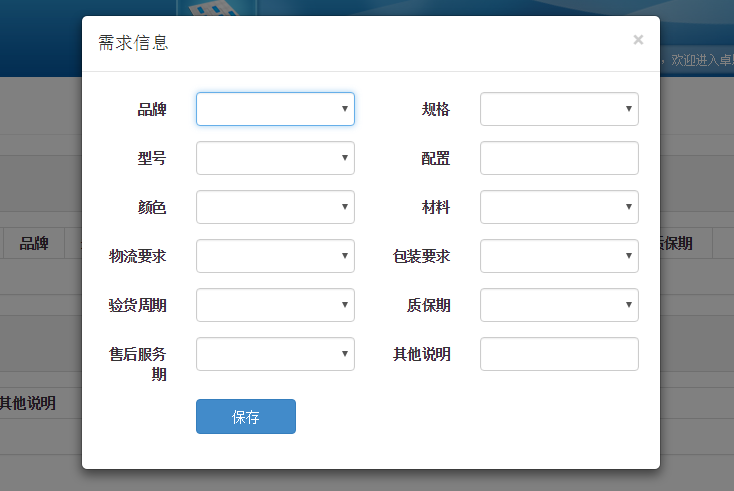 需求信息 ×
，欢迎进入卓
品牌 规格
型号 配置
颜色 材料
物流要求 包装要求
品牌 质保期
验货周期 质保期
售后服务 其他说明
期
其他说明
保存